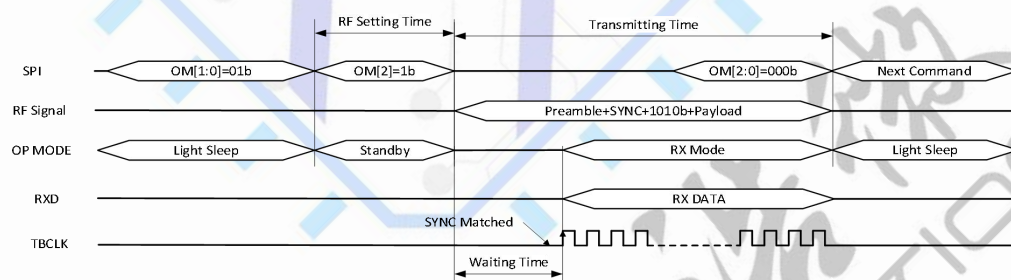 RF Setting Time
Transmitting Time
SPI OM[1:0]=01b OM[2]=1b OM[2:0]=000b Next Command
RF Signal Preamble+SYNC+1010b+Payload
OP MODE Light Sleep Standby RX Mode Light Sleep
RXD RX DATA
SYNC Matched
TBCLK
Waiting Time